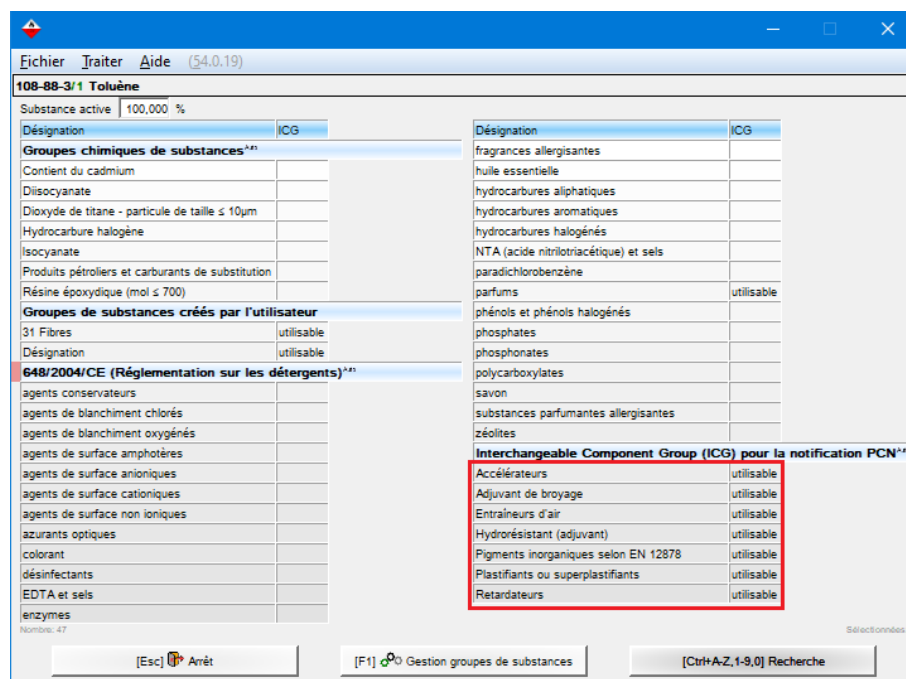 Fichier Traiter Aide (54.0.19)
108-88-3/1 Toluène
Substance active 100,000 %
Désignation ICG
Groupes chimiques de substances
Contient du cadmium
Diisocyanate
Dioxyde de titane - particule de taille ≤ 10µm
Hydrocarbure halogène
Isocyanate
Produits pétroliers et carburants de substitution
Résine époxydique (mol ≤ 700)
Groupes de substances créés par l'utilisateur
31 Fibres utilisable
Désignation utilisable
648/2004/CE (Réglementation sur les détergents)
agents conservateurs
agents de blanchiment chlorés
agents de blanchiment oxygénés
agents de surface amphotères
agents de surface anioniques
agents de surface cationiques
agents de surface non ioniques
azurants optiques
colorant
désinfectants
EDTA et sels
enzymes
Nombre: 47
Désignation ICG
fragrances allergisantes
huile essentielle
hydrocarbures aliphatiques
hydrocarbures aromatiques
hydrocarbures halogénés
NTA (acide nitrilotriacétique) et sels
paradichlorobenzène
parfums utilisable
phénols et phénols halogénés
phosphates
phosphonates
polycarboxylates
savon
substances parfumantes allergisantes
zéolites
Interchangeable Component Group (ICG) pour la notification PCN
Accélérateurs utilisable
Adjuvant de broyage utilisable
Entraîneurs d'air utilisable
Hydrorésistant (adjuvant) utilisable
Pigments inorganiques selon EN 12878 utilisable
Plastifiants ou superplastifiants utilisable
Retardateurs utilisable
Sélectionnées
[Esc] Arrêt
[F1] Gestion groupes de substances
[Ctrl+A-Z,1-9,0] Recherche